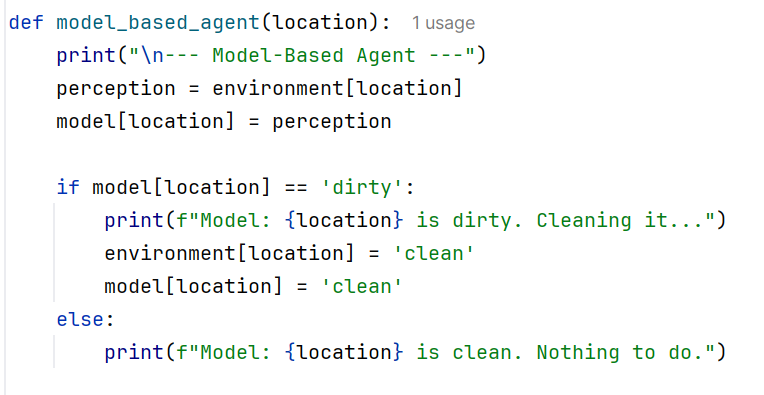 def model_based_agent(location):  1 usage
    print("\n--- Model-Based Agent ---")
    perception = environment[location]
    model[location] = perception

    if model[location] == 'dirty':
        print(f"Model: {location} is dirty. Cleaning it...")
        environment[location] = 'clean'
        model[location] = 'clean'
    else:
        print(f"Model: {location} is clean. Nothing to do.")